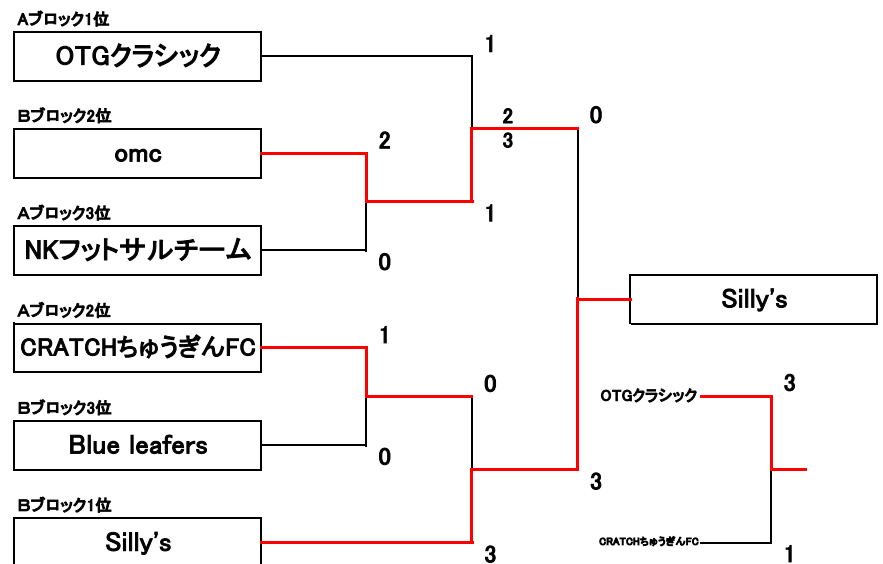 Aブロック1位
OTGクラシック
1
Bブロック2位
omc
2
2
3
0
Aブロック3位
NKフットサルチーム
0
1
Aブロック2位
CRATCHちゅうぎんFC
1
0
Bブロック3位
Blue leafers
0
Bブロック1位
Silly's
3
3
Silly's
OTGクラシック
3
CRATCHちゅうぎんFC
1